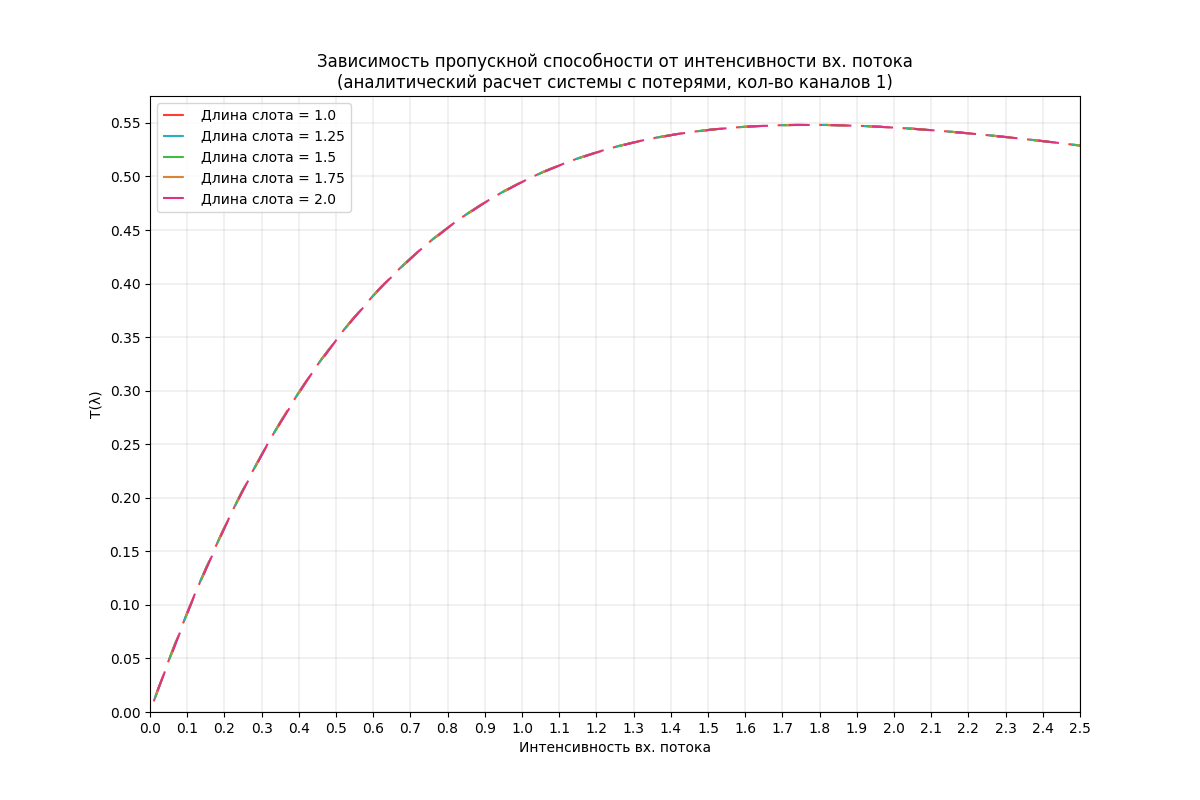 Зависимость пропускной способности от интенсивности вх. потока
(аналитический расчет системы с потерями, кол-во каналов 1)
Длина слота = 1.0
Длина слота = 1.25
Длина слота = 1.5
Длина слота = 1.75
Длина слота = 2.0
0.55
0.50
0.45
0.40
0.35
0.30
0.25
0.20
0.15
0.10
0.05
0.00
T(λ)
0.0 0.1 0.2 0.3 0.4 0.5 0.6 0.7 0.8 0.9 1.0 1.1 1.2 1.3 1.4 1.5 1.6 1.7 1.8 1.9 2.0 2.1 2.2 2.3 2.4 2.5
Интенсивность вх. потока